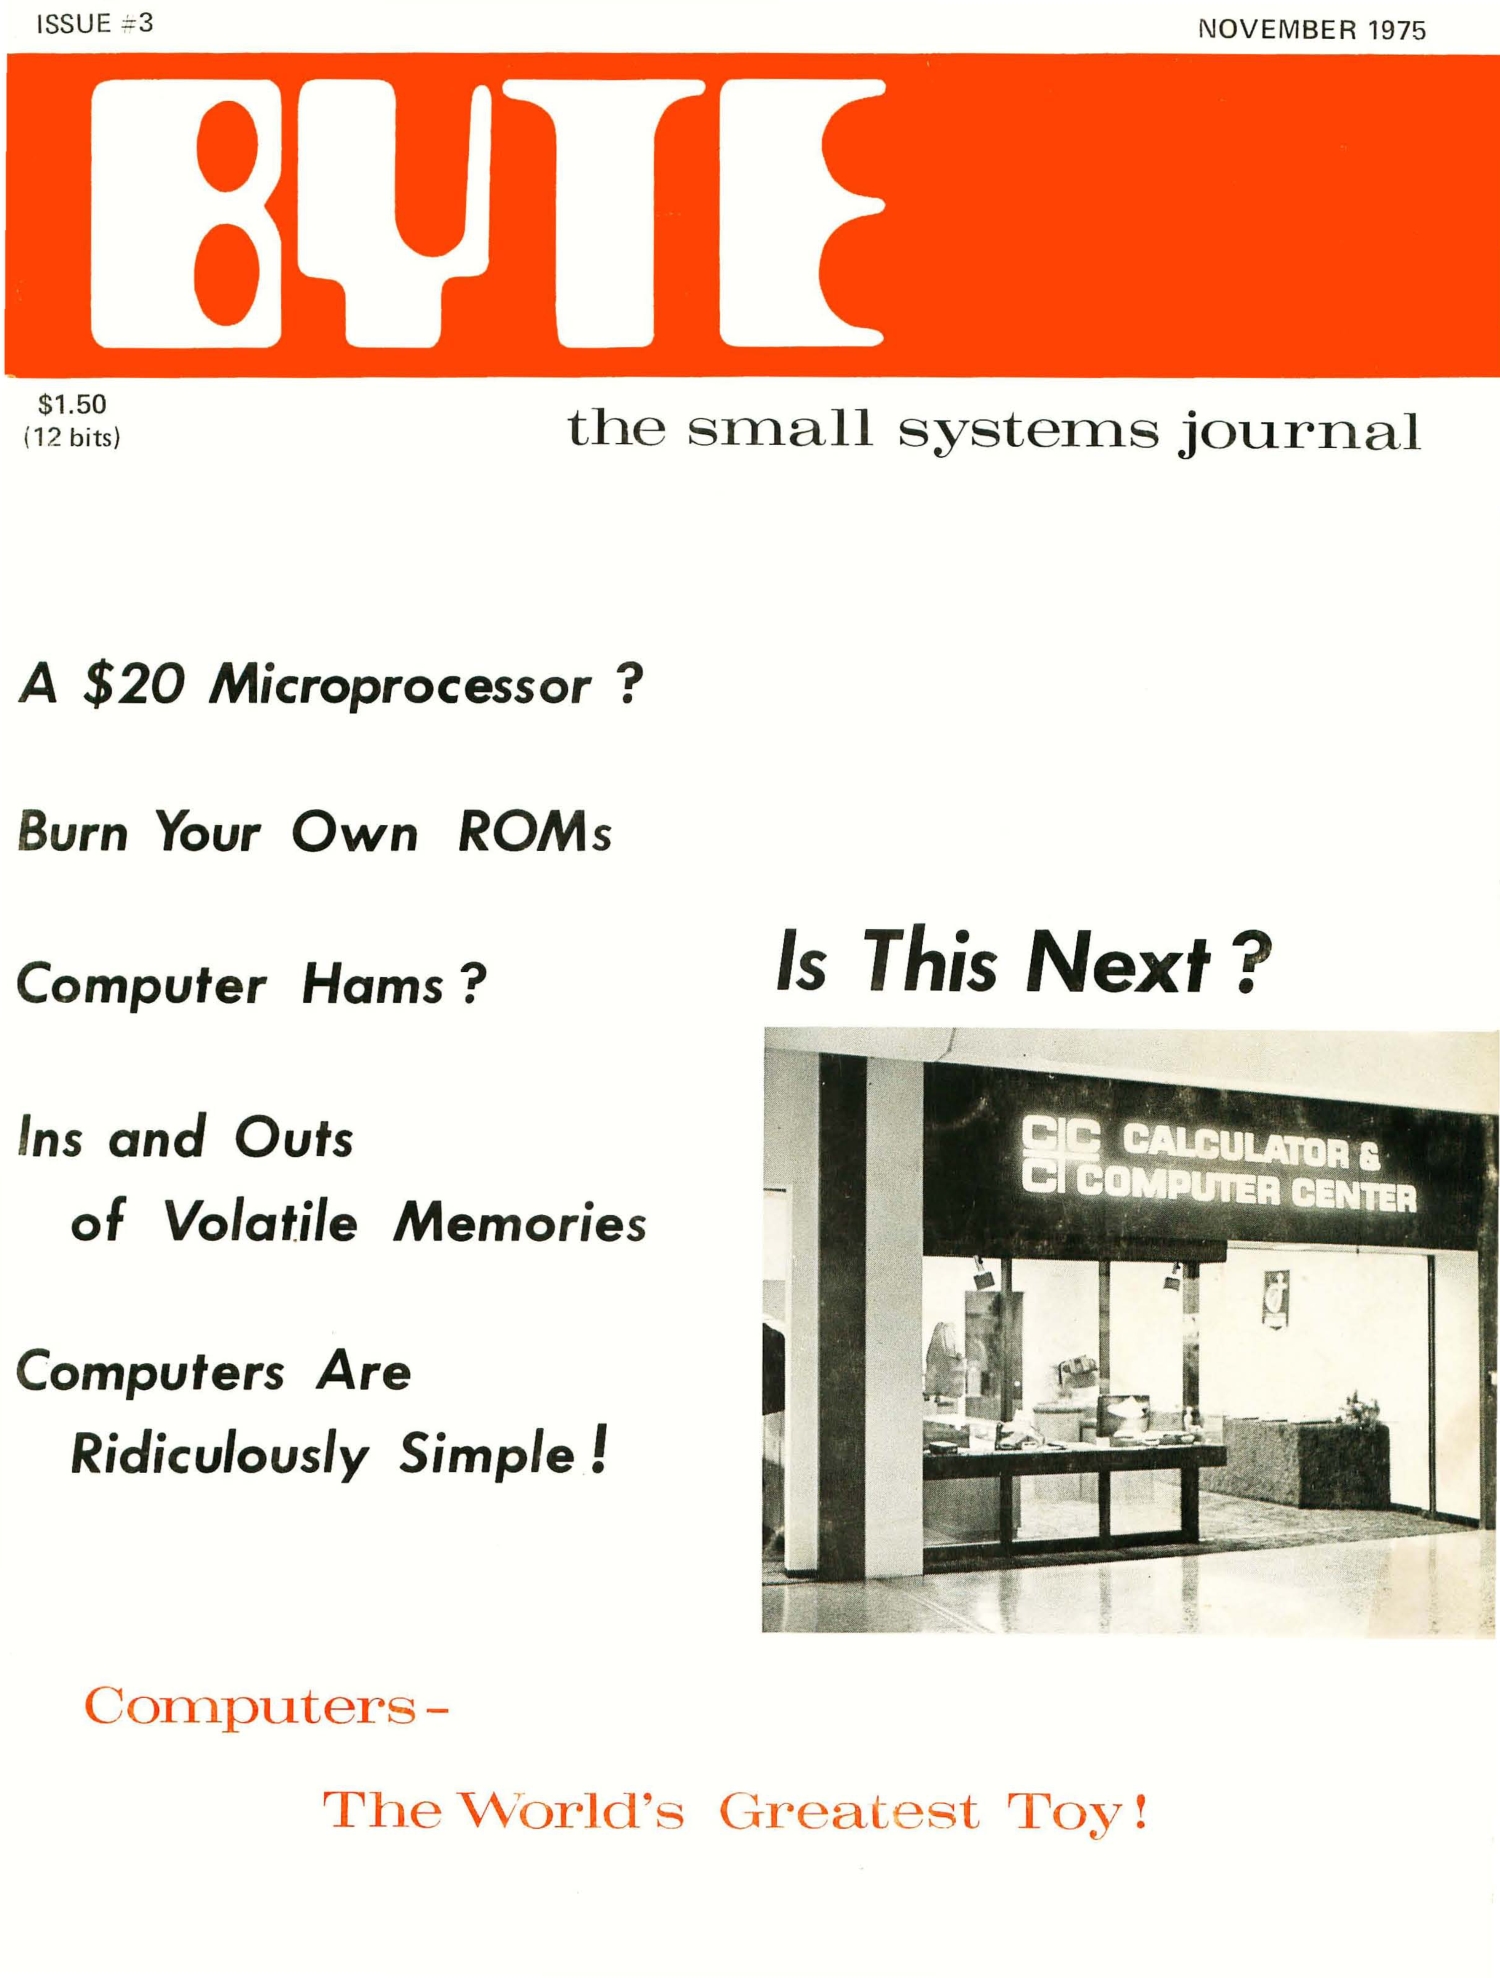 ISSUE #3
NOVEMBER 1975
BYTE
$1.50
(12 bits)
the small systems journal
A $20 Microprocessor ?
Burn Your Own ROMs
Computer Hams ?
Ins and Outs
of Volatile Memories
Computers Are
Ridiculously Simple !
Is This Next ?
C|C CALCULATOR &
C| COMPUTER CENTER
Computers –
The World's Greatest Toy !